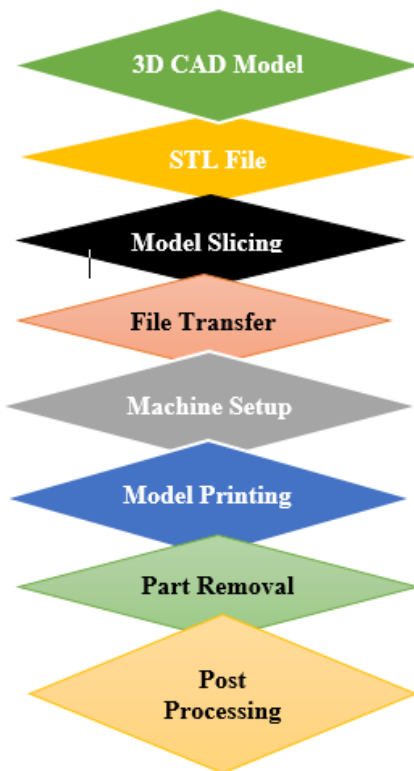 3D CAD Model
STL File
Model Slicing
File Transfer
Machine Setup
Model Printing
Part Removal
Post
Processing